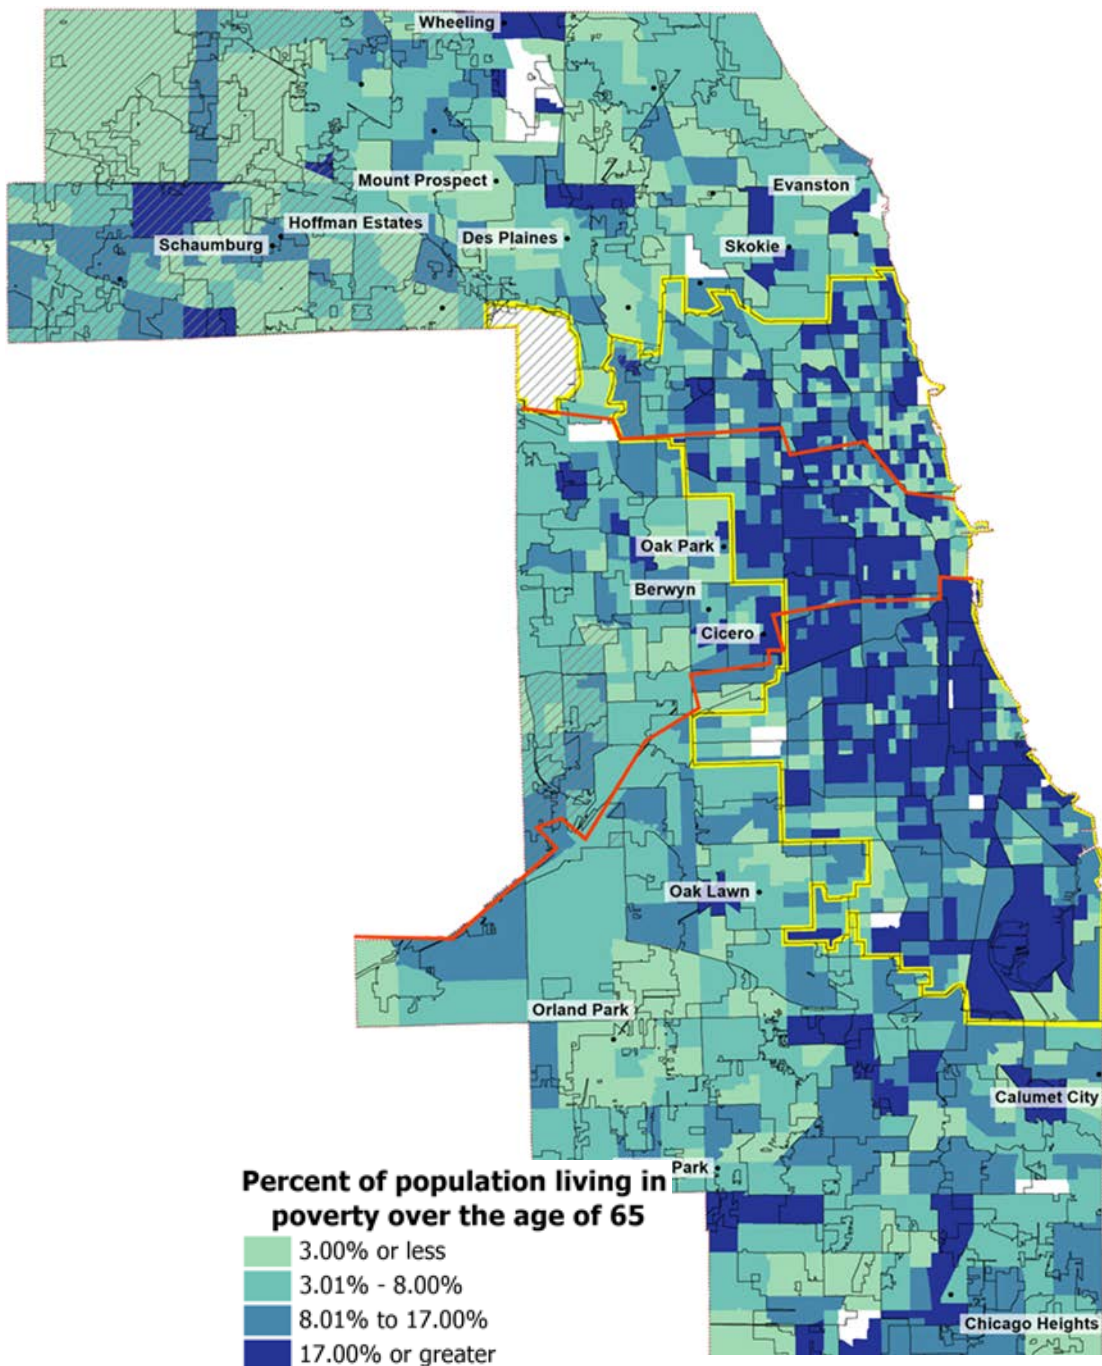 Wheeling
Mount Prospect
Evanston
Hoffman Estates
Schaumburg
Des Plaines
Skokie
Oak Park
Berwyn
Cicero
Oak Lawn
Orland Park
Calumet City
Park
Chicago Heights
Percent of population living in
poverty over the age of 65
3.00% or less
3.01% - 8.00%
8.01% to 17.00%
17.00% or greater